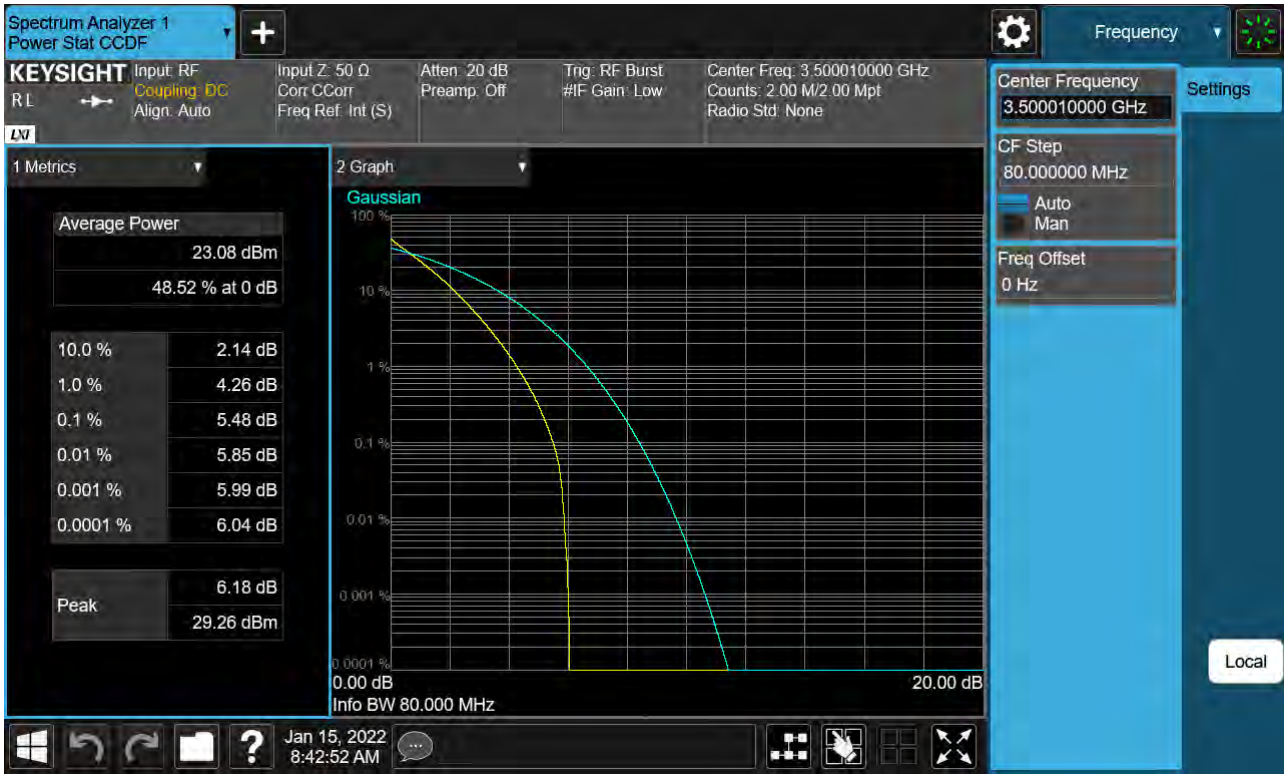 Spectrum Analyzer 1
Power Stat CCDF
+
Frequency
KEYSIGHT
RL
LXI
Input: RF
Coupling: DC
Align: Auto
Input Z: 50 Ω
Corr CCorr
Freq Ref: Int (S)
Atten: 20 dB
Preamp: Off
Trig: RF Burst
#IF Gain: Low
Center Freq: 3.500010000 GHz
Counts: 2.00 M/2.00 Mpt
Radio Std: None
Center Frequency
3.500010000 GHz
Settings
CF Step
80.000000 MHz
Auto
Man
Freq Offset
0 Hz
1 Metrics
Average Power
23.08 dBm
48.52 % at 0 dB
10.0 % 2.14 dB
1.0 % 4.26 dB
0.1 % 5.48 dB
0.01 % 5.85 dB
0.001 % 5.99 dB
0.0001 % 6.04 dB
Peak
6.18 dB
29.26 dBm
2 Graph
Gaussian
100 %
10 %
1 %
0.1 %
0.01 %
0.001 %
0.0001 %
0.00 dB 20.00 dB
Info BW 80.000 MHz
Local
?
Jan 15, 2022
8:42:52 AM